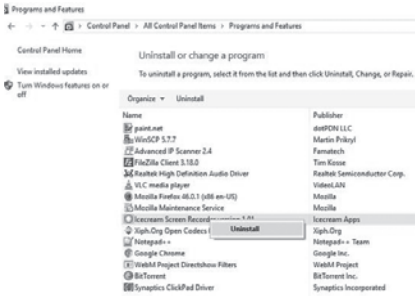 Programs and Features
Control Panel > All Control Panel Items > Programs and Features
Control Panel Home
View installed updates
Turn Windows features on or off
Uninstall or change a program
To uninstall a program, select it from the list and then click Uninstall, Change, or Repair.
Organize Uninstall
Name Publisher
paint.net dotPDN LLC
WinSCP 5.7.7 Martin Prikryl
Advanced IP Scanner 2.4 Famatech
FileZilla Client 3.18.0 Tim Kosse
Realtek High Definition Audio Driver Realtek Semiconductor Corp.
VLC media player VideoLAN
Mozilla Firefox 46.0.1 (x86 en-US) Mozilla
Mozilla Maintenance Service Mozilla
Icecream Screen Recorder 1.01 Icecream Apps
Xiph.Org Open Codecs Xiph.Org
Uninstall
Notepad++ Notepad++ Team
Google Chrome Google Inc.
WebM Project Directshow Filters WebM Project
BitTorrent BitTorrent Inc.
Synaptics ClickPad Driver Synaptics Incorporated